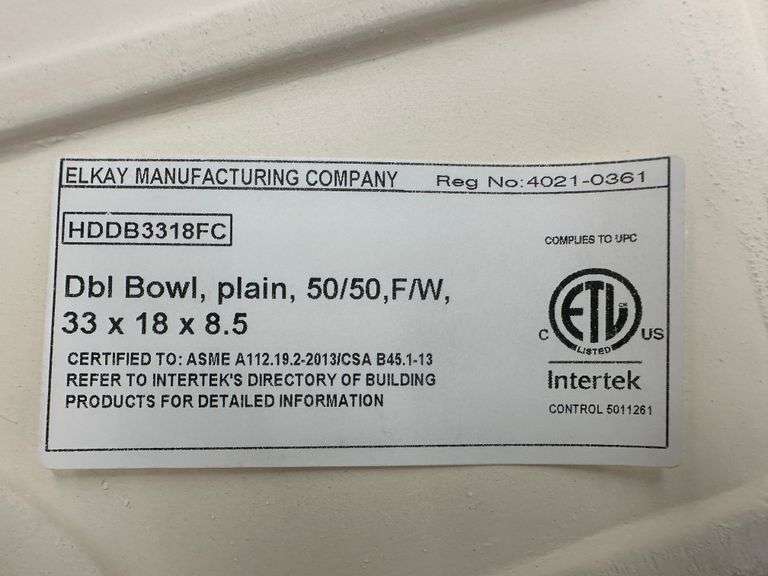 ELKAY MANUFACTURING COMPANY Reg No:4021-0361
HDDB3318FC
COMPLIES TO UPC
Dbl Bowl, plain, 50/50,F/W,
33 x 18 x 8.5
ETL
CM
C US
LISTED
Intertek
CERTIFIED TO: ASME A112.19.2-2013/CSA B45.1-13
REFER TO INTERTEK'S DIRECTORY OF BUILDING
PRODUCTS FOR DETAILED INFORMATION
CONTROL 5011261